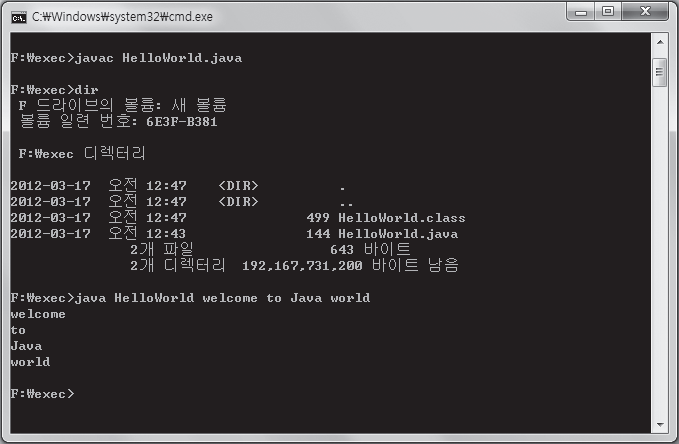 C:₩Windows₩system32₩cmd.exe
F:₩exec>javac HelloWorld.java
F:₩exec>dir
F 드라이브의 볼륨: 새 볼륨
볼륨 일련 번호: 6E3F-B381
F:₩exec 디렉터리
2012-03-17 오전 12:47 <DIR> .
2012-03-17 오전 12:47 <DIR> ..
2012-03-17 오전 12:47 499 HelloWorld.class
2012-03-17 오전 12:43 144 HelloWorld.java
2개 파일 643 바이트
2개 디렉터리 192,167,731,200 바이트 남음
F:₩exec>java HelloWorld welcome to Java world
welcome
to
Java
world
F:₩exec>